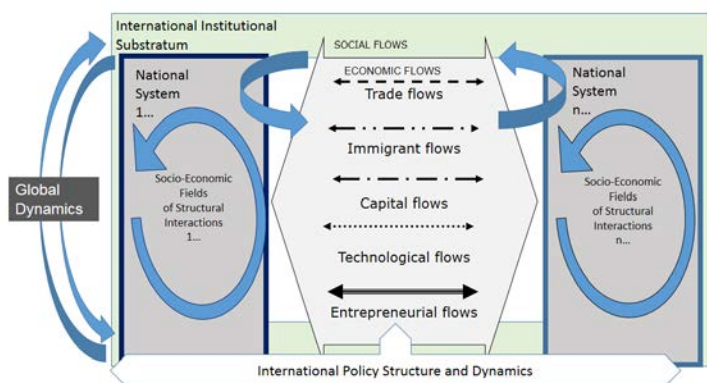 International Institutional
Substratum
SOCIAL FLOWS
ECONOMIC FLOWS
National
System
1...
Trade flows
National
System
n...
Immigrant flows
Socio-Economic
Fields
of Structural
Interactions
1...
Global
Dynamics
Capital flows
Socio-Economic
Fields
of Structural
Interactions
n...
Technological flows
Entrepreneurial flows
International Policy Structure and Dynamics